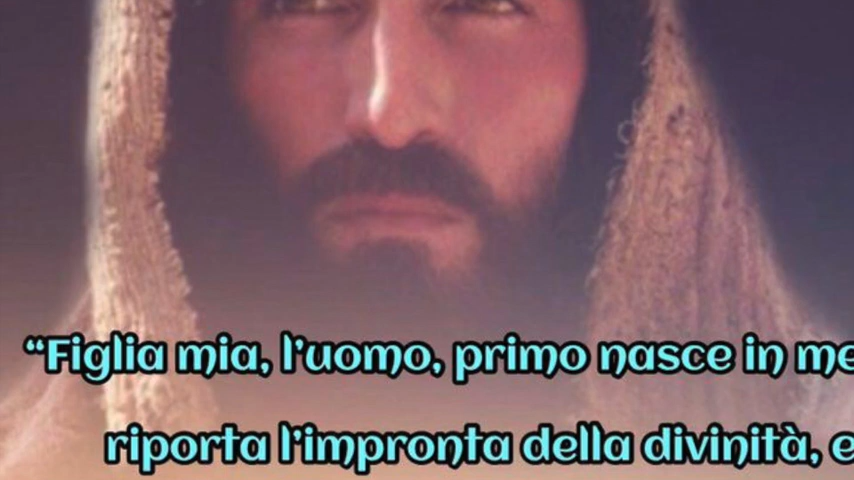 “Figlia mia, l’uomo, primo nasce in me
riporta l’impronta della divinità, e